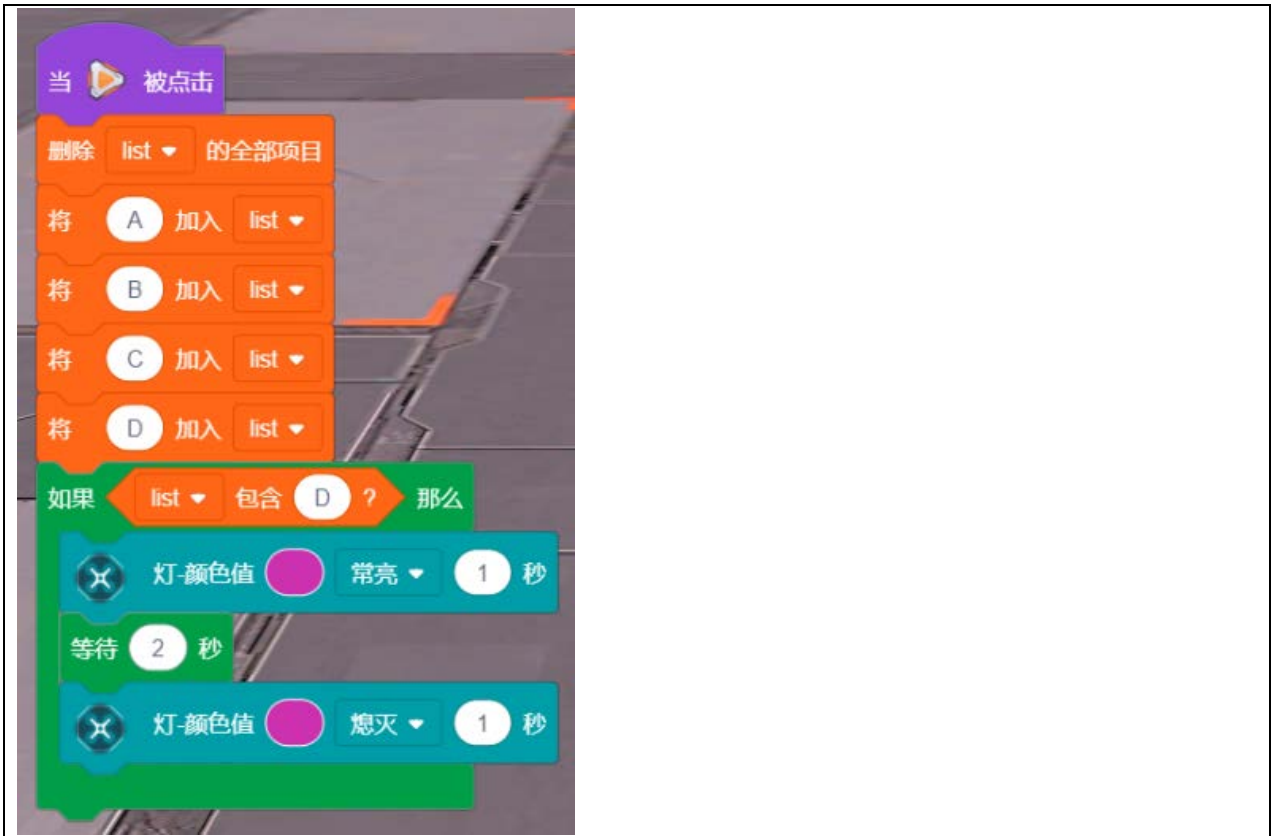 当 被点击
删除 list 的全部项目
将 A 加入 list
将 B 加入 list
将 C 加入 list
将 D 加入 list
如果 list 包含 D ? 那么
灯-颜色值 常亮 1 秒
等待 2 秒
灯-颜色值 熄灭 1 秒